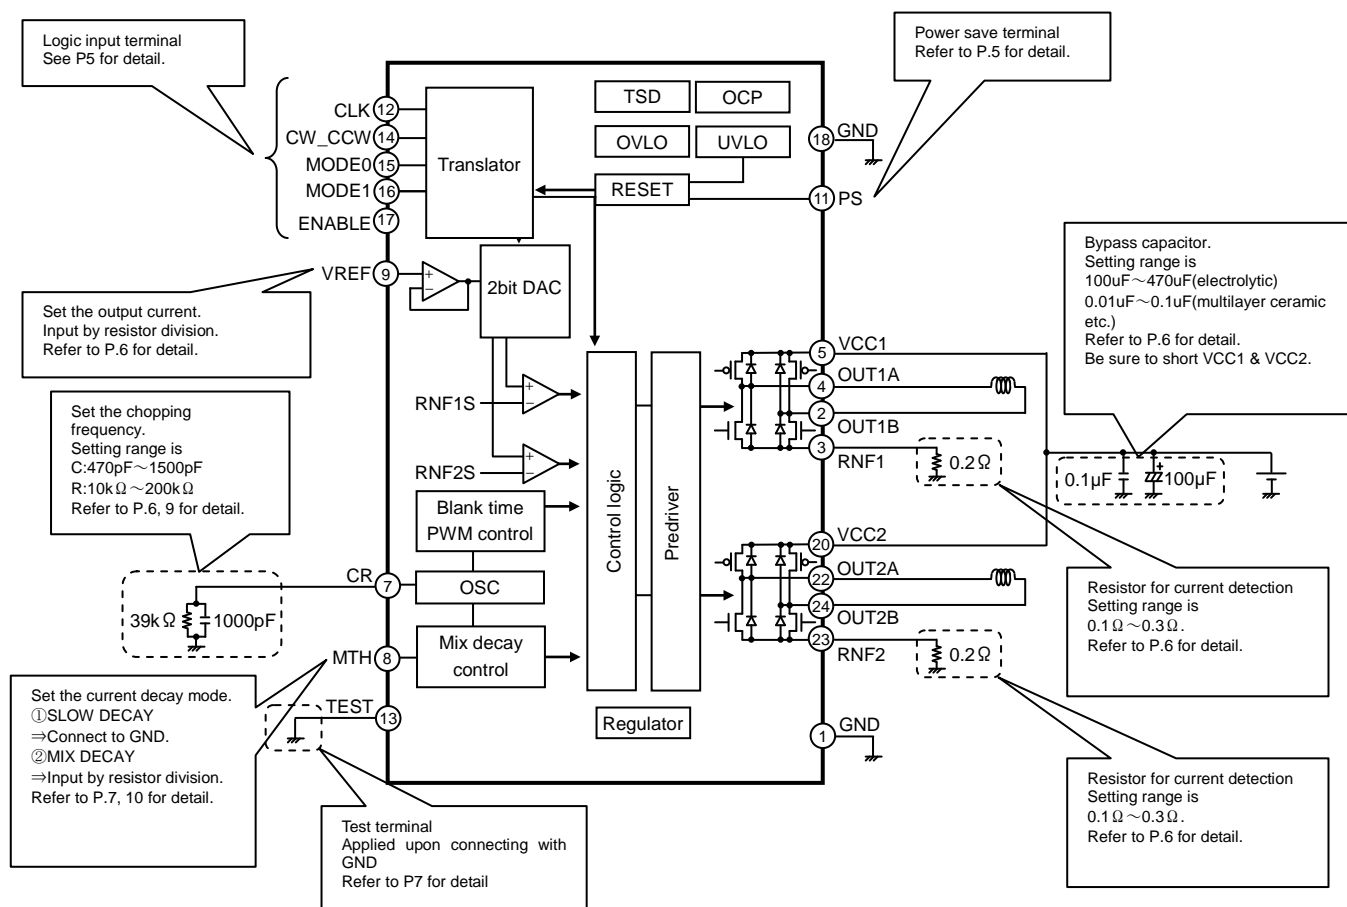 Logic input terminal
See P5 for detail.
Power save terminal
Refer to P.5 for detail.
TSD
OCP
OVLO
UVLO
RESET
Translator
CLK
12
CW_CCW
14
MODE0
15
MODE1
16
ENABLE
17
18
GND
11
PS
VREF
9
+
−
2bit DAC
Set the output current.
Input by resistor division.
Refer to P.6 for detail.
Bypass capacitor.
Setting range is
100uF～470uF(electrolytic)
0.01uF～0.1uF(multilayer ceramic
etc.)
Refer to P.6 for detail.
Be sure to short VCC1 & VCC2.
Set the chopping
frequency.
Setting range is
C:470pF～1500pF
R:10kΩ～200kΩ
Refer to P.6, 9 for detail.
RNF1S
+
−
RNF2S
+
−
Blank time
PWM control
OSC
Mix decay
control
Control logic
Predriver
Regulator
5
VCC1
4
OUT1A
2
OUT1B
3
RNF1
0.2Ω
0.1µF
+
100µF
20
VCC2
22
OUT2A
24
OUT2B
23
RNF2
0.2Ω
1
GND
CR
7
39kΩ
1000pF
MTH
8
TEST
13
Set the current decay mode.
①SLOW DECAY
⇒Connect to GND.
②MIX DECAY
⇒Input by resistor division.
Refer to P.7, 10 for detail.
Test terminal
Applied upon connecting with
GND
Refer to P7 for detail
Resistor for current detection
Setting range is
0.1Ω～0.3Ω.
Refer to P.6 for detail.
Resistor for current detection
Setting range is
0.1Ω～0.3Ω.
Refer to P.6 for detail.